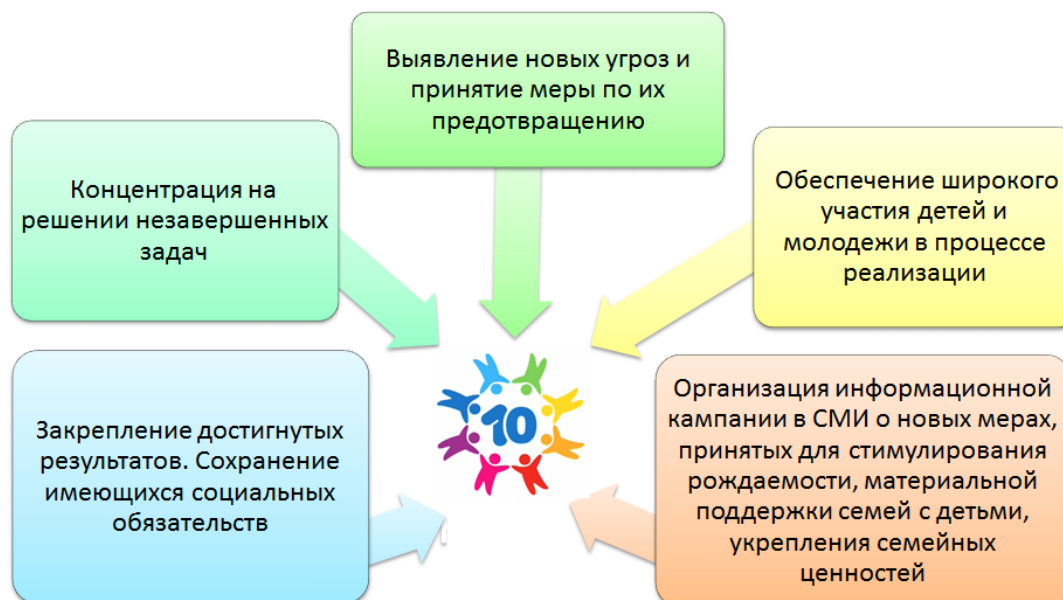 Выявление новых угроз и
принятие меры по их
предотвращению
Концентрация на
решении незавершенных
задач
Обеспечение широкого
участия детей и
молодежи в процессе
реализации
Закрепление достигнутых
результатов. Сохранение
имеющихся социальных
обязательств
10
Организация информационной
кампании в СМИ о новых мерах,
принятых для стимулирования
рождаемости, материальной
поддержки семей с детьми,
укрепления семейных
ценностей